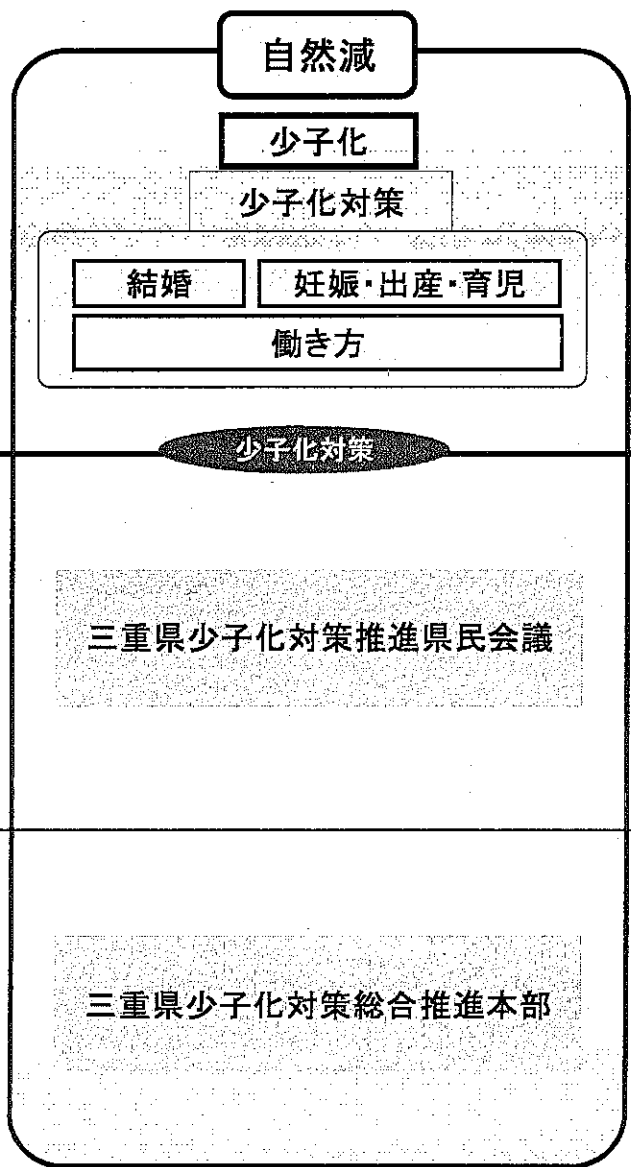 自然減
少子化
少子化対策
結婚
妊娠・出産・育児
働き方
少子化対策
三重県少子化対策推進県民会議
三重県少子化対策総合推進本部